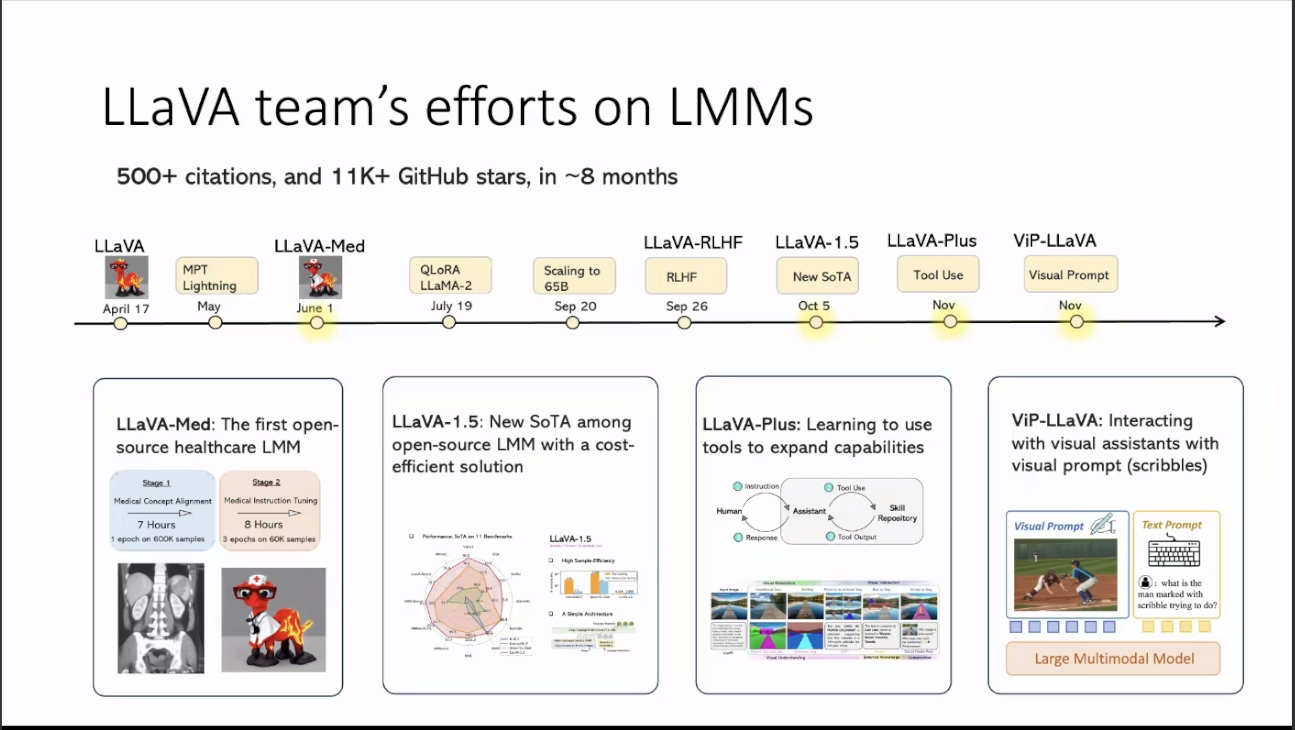 LLaVA team's efforts on LMMs
500+ citations, and 11K+ GitHub stars, in ~8 months
LLaVA
April 17
MPT
Lightning
May
LLaVA-Med
June 1
QLoRA
LLaMA-2
July 19
Scaling to
65B
Sep 20
LLaVA-RLHF
RLHF
Sep 26
LLaVA-1.5
New SoTA
Oct 5
LLaVA-Plus
Tool Use
Nov
ViP-LLaVA
Visual Prompt
Nov
LLaVA-Med: The first open-
source healthcare LMM
Stage 1
Medical Concept Alignment
7 Hours
1 epoch on 600K samples
Stage 2
Medical Instruction Tuning
8 Hours
3 epochs on 60K samples
LLaVA-1.5: New SoTA among
open-source LMM with a cost-
efficient solution
Performance: SoTA on 11 Benchmarks
LLaVA-1.5
High Sample-Efficiency
A Simple Architecture
LLaVA-Plus: Learning to use
tools to expand capabilities
Instruction
Human
Response
Assistant
Tool Use
Skill
Repository
Tool Output
Visual Understanding
ViP-LLaVA: Interacting
with visual assistants with
visual prompt (scribbles)
Visual Prompt
Text Prompt
: what is the
man marked with
scribble trying to do?
Large Multimodal Model